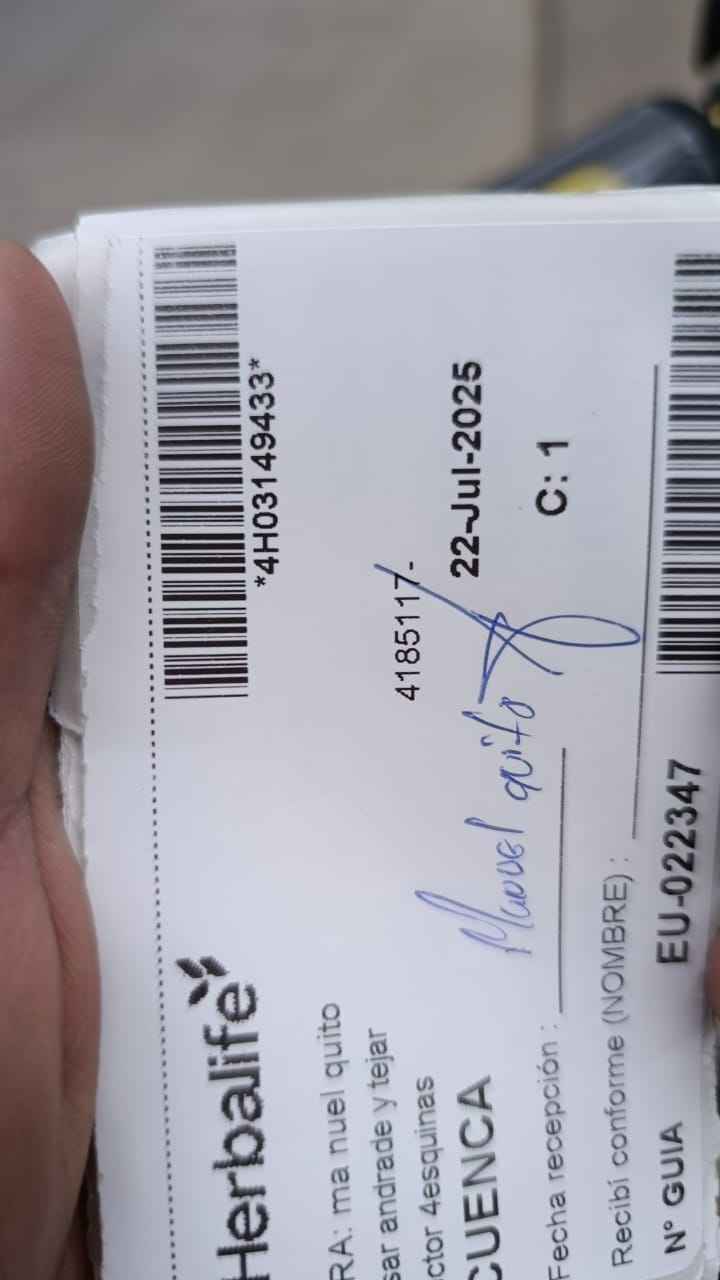 Herbalife
*4H03149433*
RA: ma nuel quito
sar andrade y tejar
4185117-
ctor 4esquinas
CUENCA
22-Jul-2025
Manuel quito
Fecha recepción :
C: 1
Recibí conforme (NOMBRE) :
N° GUIA
EU-022347